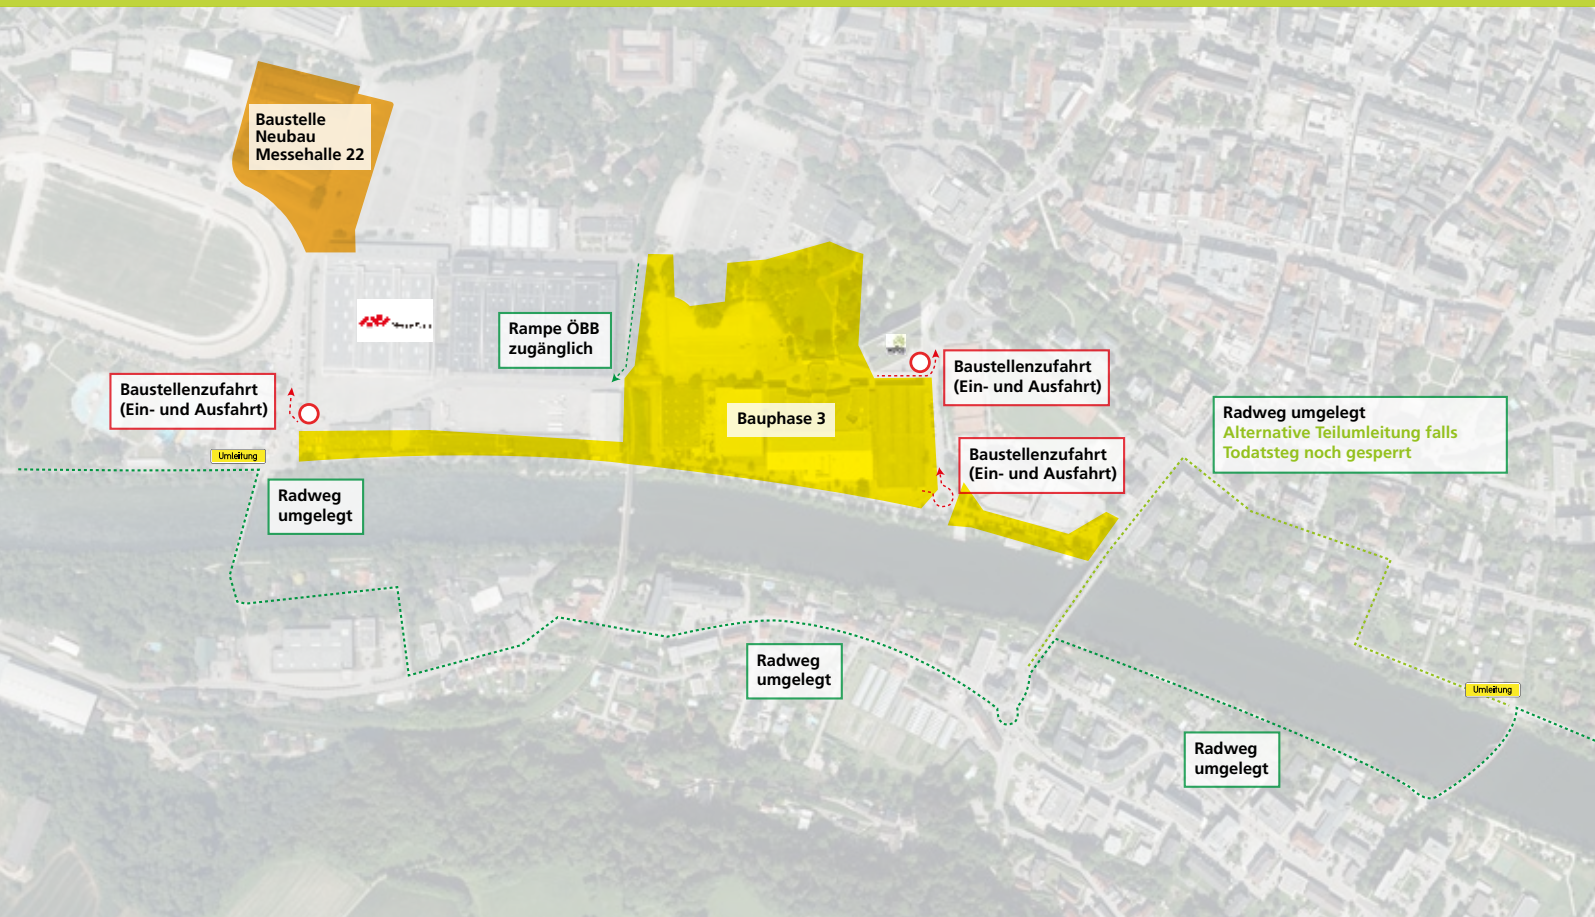 Baustelle
Neubau
Messehalle 22
Rampe ÖBB
zugänglich
Baustellenzufahrt
(Ein- und Ausfahrt)
Baustellenzufahrt
(Ein- und Ausfahrt)
Bauphase 3
Radweg umgelegt
Alternative Teilumleitung falls
Todatsteg noch gesperrt
Baustellenzufahrt
(Ein- und Ausfahrt)
Umleitung
Radweg
umgelegt
Radweg
umgelegt
Umleitung
Radweg
umgelegt